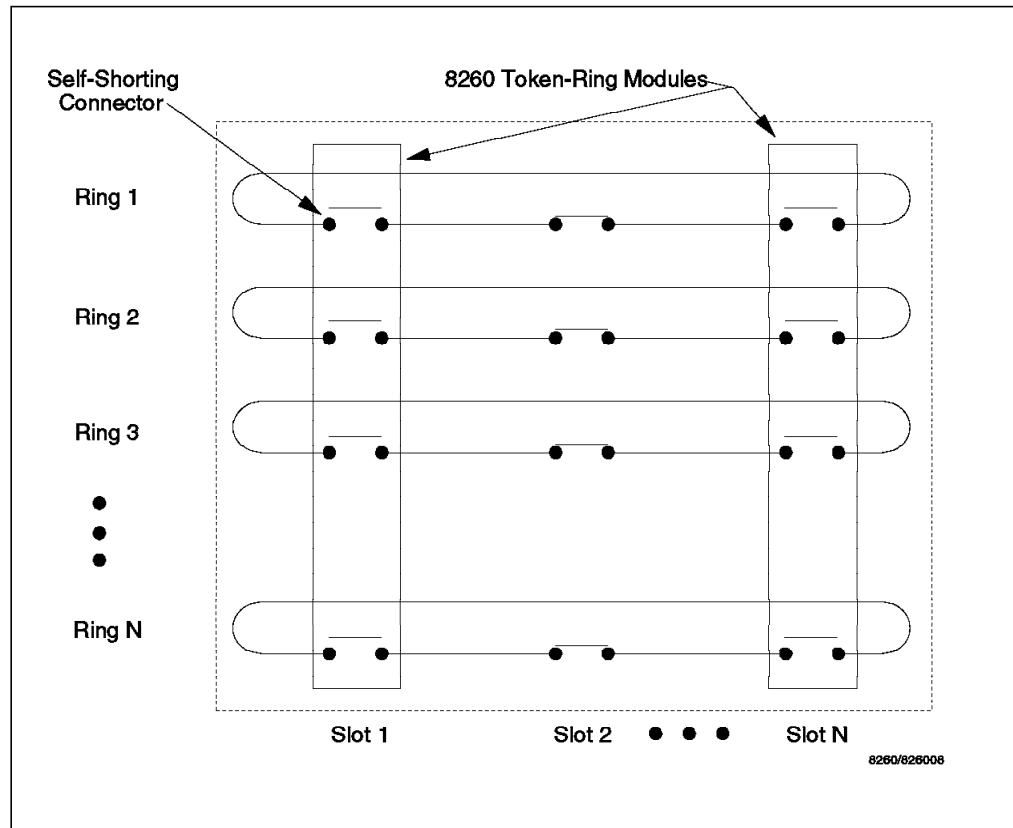 Self-Shorting
Connector
8260 Token-Ring Modules
Ring 1
Ring 2
Ring 3
Ring N
Slot 1
Slot 2
Slot N
8260/826008